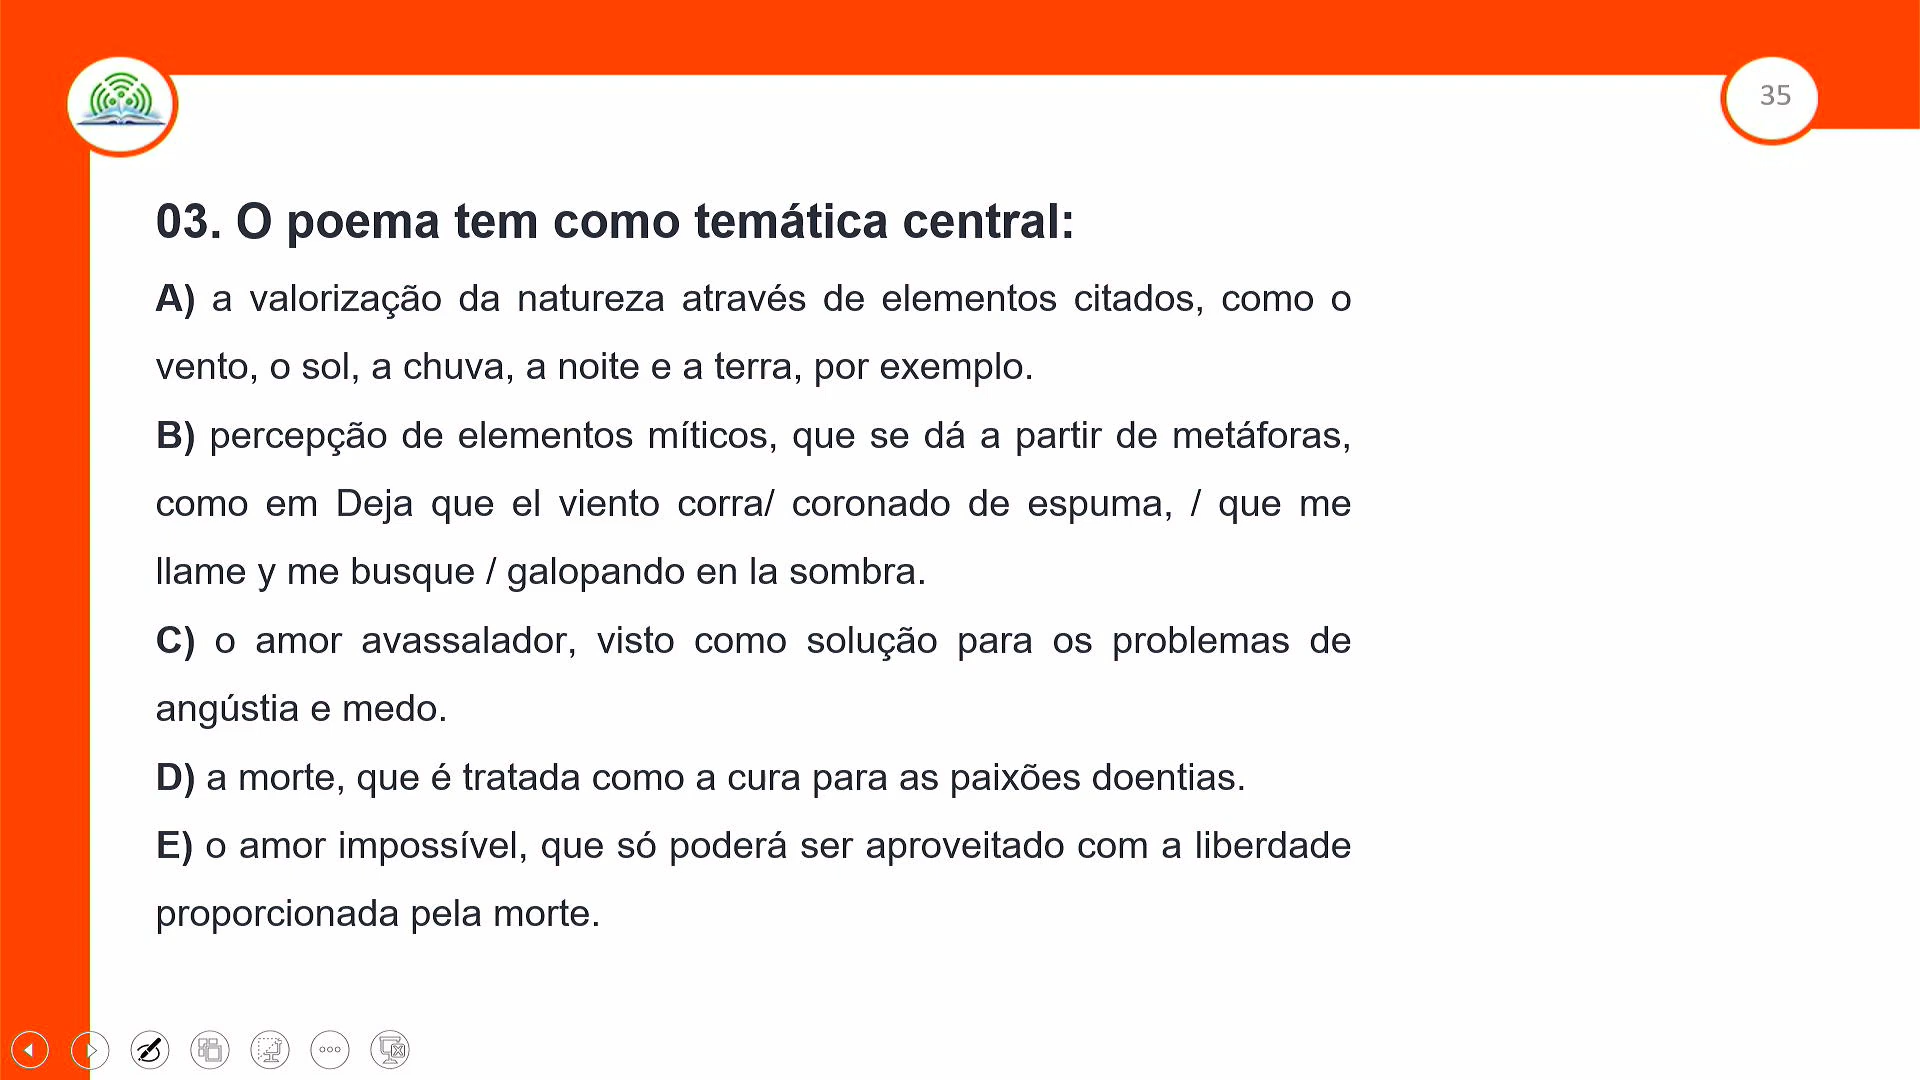 35
03. O poema tem como temática central:
A) a valorização da natureza através de elementos citados, como o
vento, o sol, a chuva, a noite e a terra, por exemplo.
B) percepção de elementos míticos, que se dá a partir de metáforas,
como em Deja que el viento corra/ coronado de espuma, / que me
llame y me busque / galopando en la sombra.
C) o amor avassalador, visto como solução para os problemas de
angústia e medo.
D) a morte, que é tratada como a cura para as paixões doentias.
E) o amor impossível, que só poderá ser aproveitado com a liberdade
proporcionada pela morte.